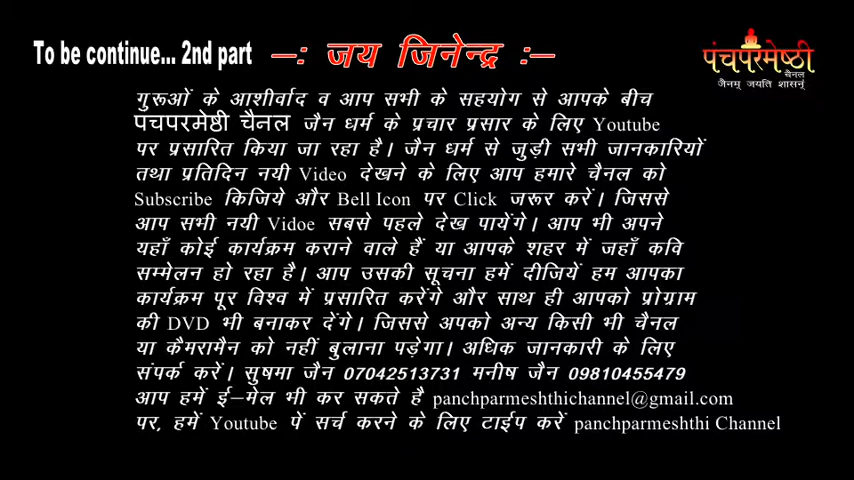 To be continue... 2nd part —: जय जिनेन्द्र :—
पंचपरमेष्ठी
चैनल
जैनम् जयति शासनं
गुरूओं के आशीर्वाद व आप सभी के सहयोग से आपके बीच
पचपरमेष्ठी चैनल जैन धर्म के प्रचार प्रसार के लिए Youtube
पर प्रसारित किया जा रहा है। जैन धर्म से जुड़ी सभी जानकारियों
तथा प्रतिदिन नयी Video देखने के लिए आप हमारे चैनल को
Subscribe किजिये और Bell Icon पर Click जरूर करें। जिससे
आप सभी नयी Vidoe सबसे पहले देख पायेंगे। आप भी अपने
यहाँ कोई कार्यक्रम कराने वाले हैं या आपके शहर में जहाँ कवि
सम्मेलन हो रहा है। आप उसकी सूचना हमें दीजियें हम आपका
कार्यक्रम पूर विश्व में प्रसारित करेंगे और साथ ही आपको प्रोग्राम
की DVD भी बनाकर देंगे। जिससे अपको अन्य किसी भी चैनल
या कैमरामैन को नहीं बुलाना पड़ेगा। अधिक जानकारी के लिए
संपर्क करें। सुषमा जैन 07042513731 मनीष जैन 09810455479
आप हमें ई–मेल भी कर सकते है panchparmeshthichannel@gmail.com
पर, हमें Youtube पें सर्च करने के लिए टाईप करें panchparmeshthi Channel